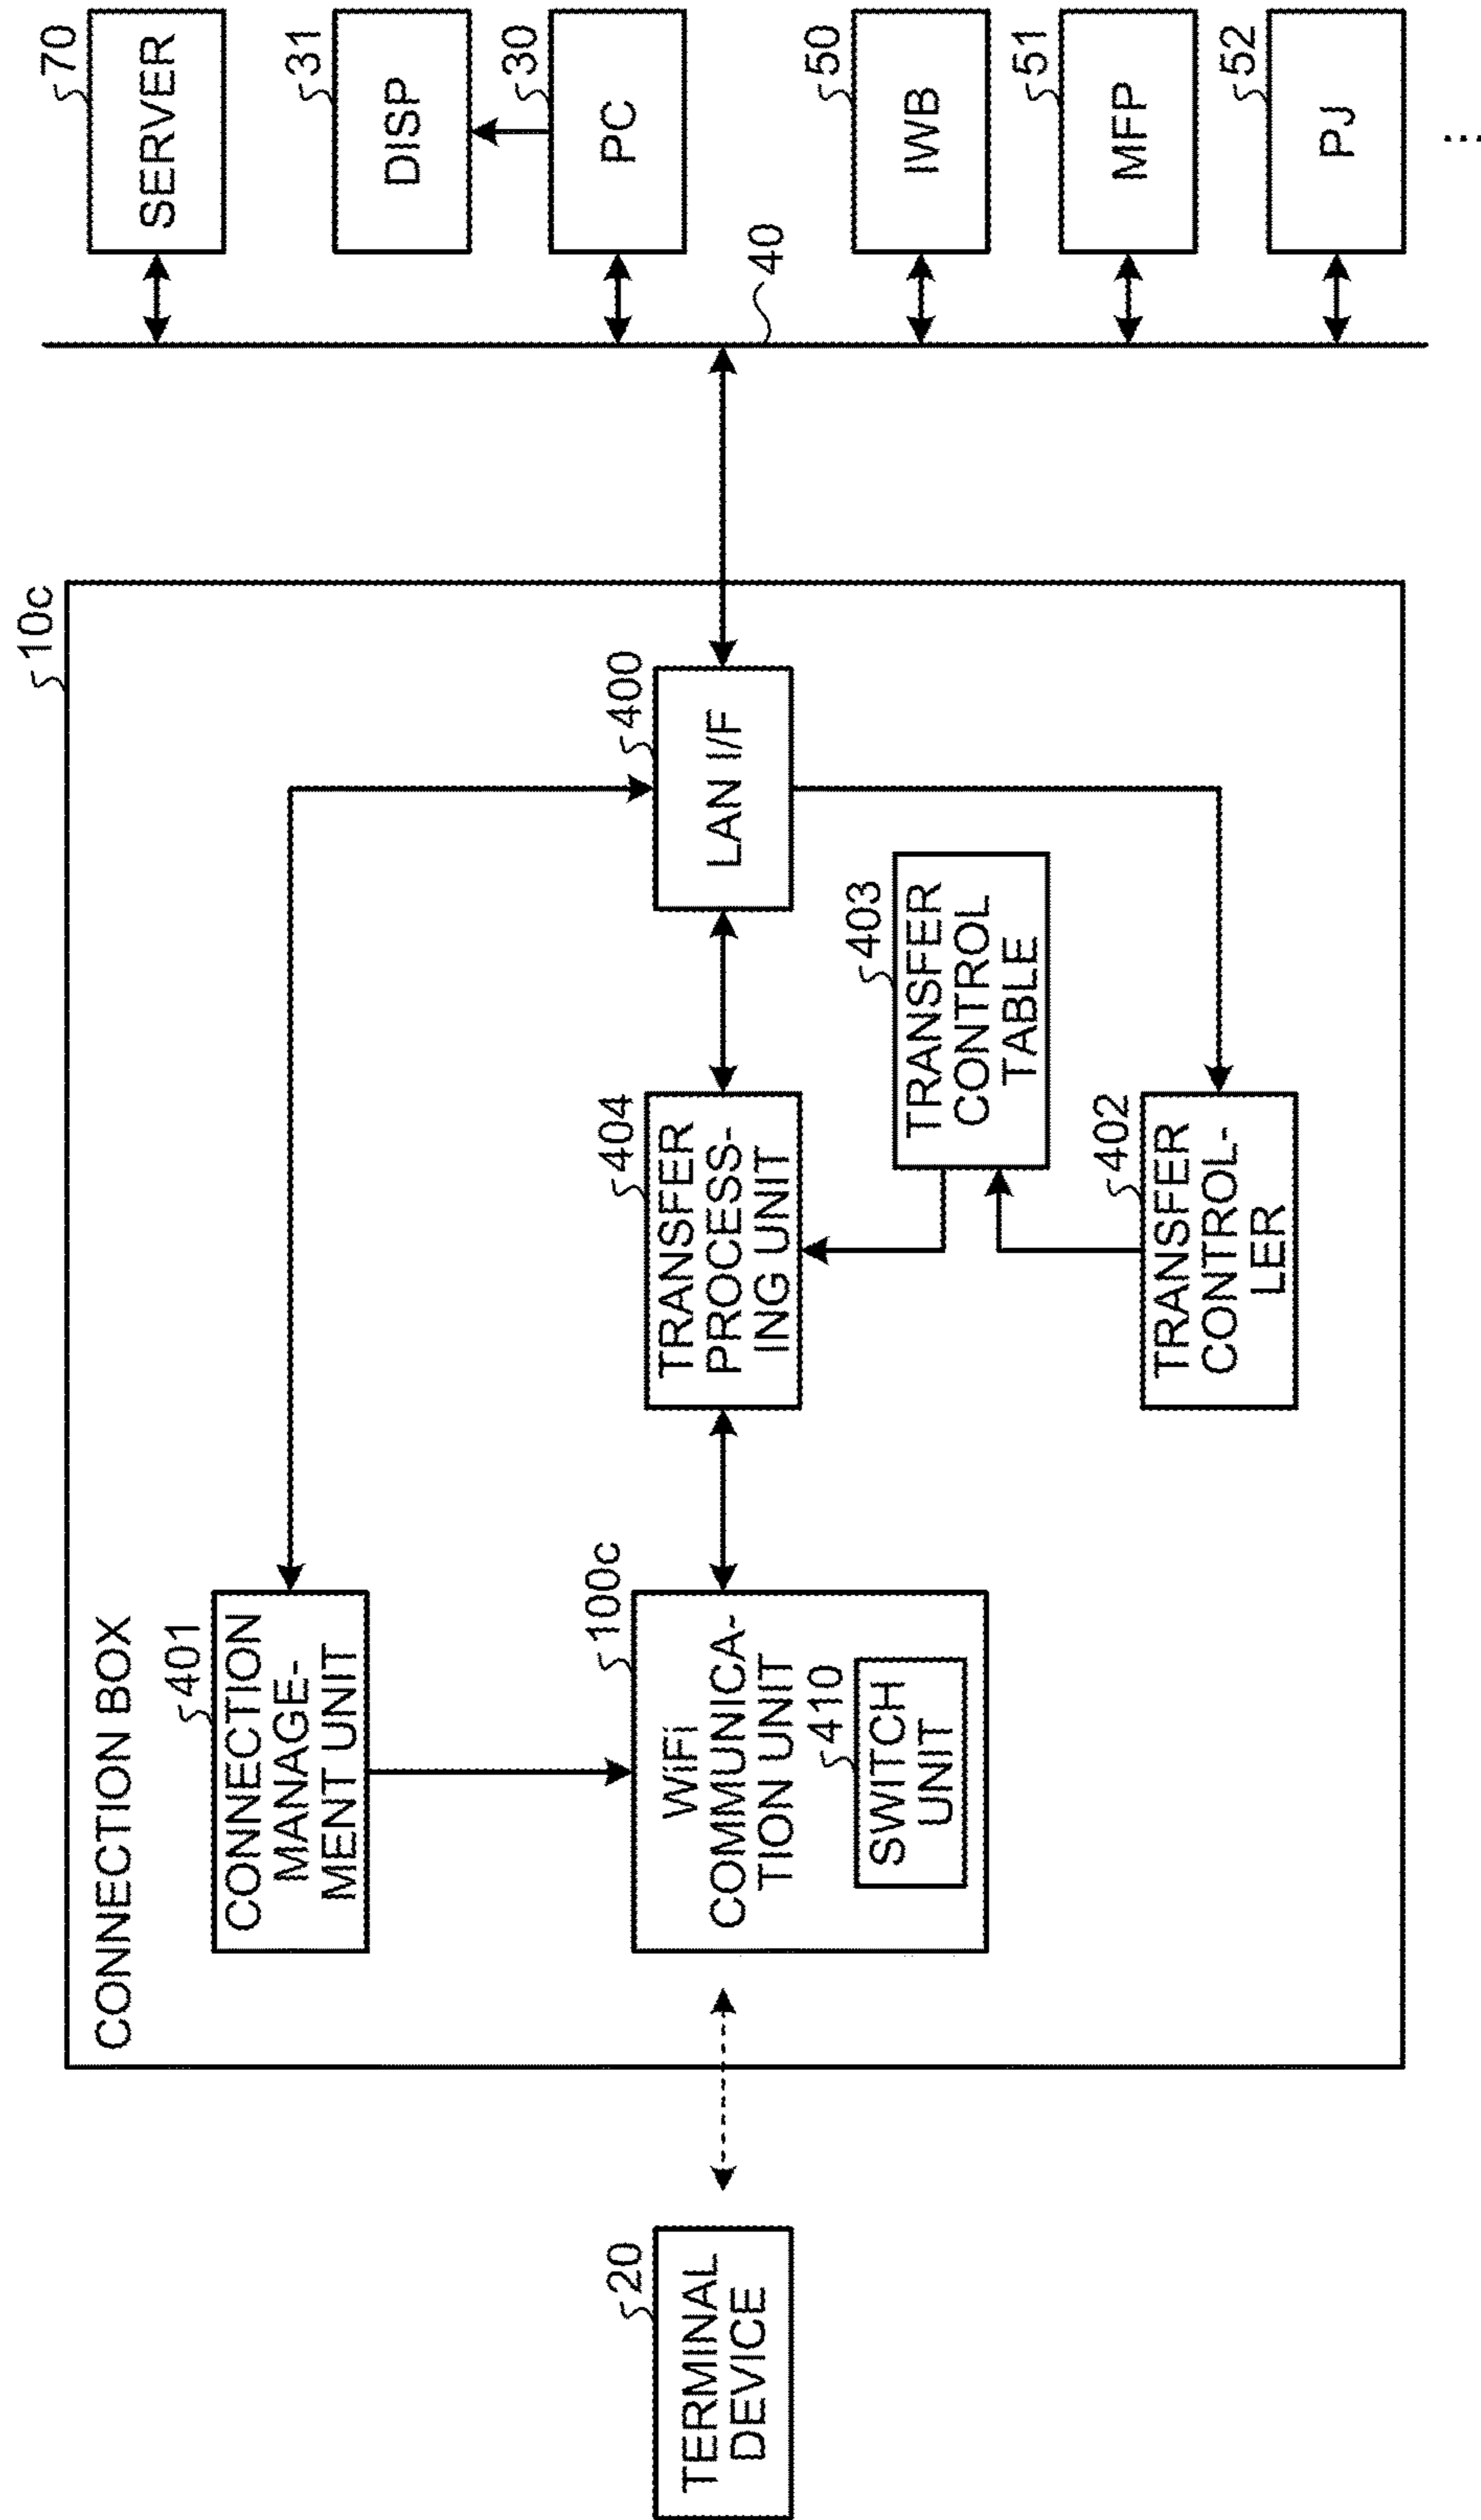 10c
CONNECTION BOX
401
CONNECTION
MANAGE-
MENT UNIT
20
TERMINAL
DEVICE
100c
WiFi
COMMUNICA-
TION UNIT
410
SWITCH
UNIT
404
TRANSFER
PROCESS-
ING UNIT
400
LAN I/F
403
TRANSFER
CONTROL
TABLE
402
TRANSFER
CONTROL-
LER
40
70
SERVER
31
DISP
30
PC
50
IWB
51
MFP
52
PJ
...